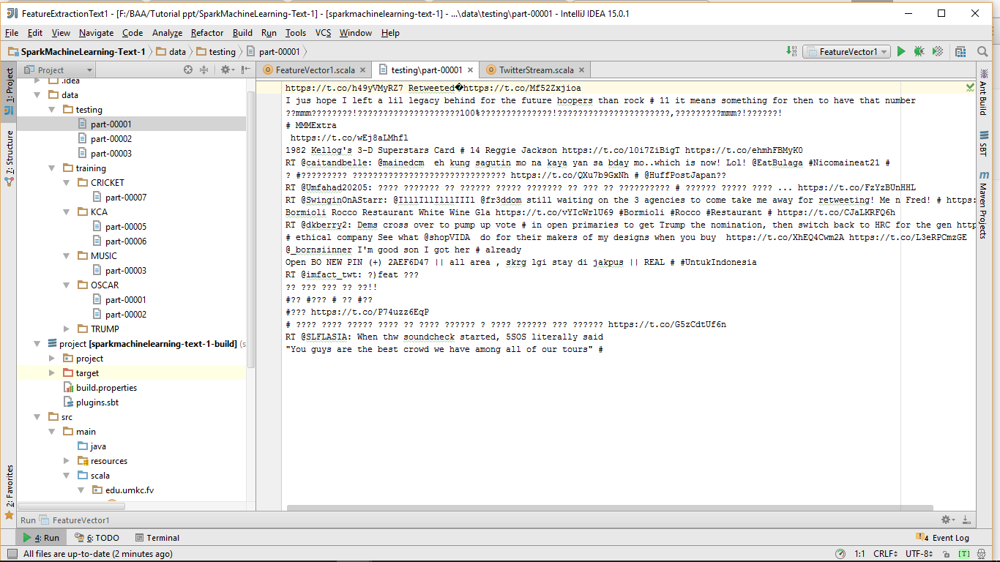 FeatureExtractionText1 - [F:/BAA/Tutorial ppt/SparkMachineLearning-Text-1] - [sparkmachinelearning-text-1] - ...\data\testing\part-00001 - IntelliJ IDEA 15.0.1
File Edit View Navigate Code Analyze Refactor Build Run Tools VCS Window Help
SparkMachineLearning-Text-1 data testing part-00001 FeatureVector1
Project FeatureVector1.scala testing\part-00001 TwitterStream.scala
1: Project
7: Structure
2: Favorites
.idea
data
testing
part-00001
part-00002
part-00003
training
CRICKET
part-00007
KCA
part-00005
part-00006
MUSIC
part-00003
OSCAR
part-00001
part-00002
TRUMP
project [sparkmachinelearning-text-1-build] (s
project
target
build.properties
plugins.sbt
src
main
java
resources
scala
edu.umkc.fv
https://t.co/h49yVMyRZ7 Retweeted�https://t.co/Mf52Zxjioa
I jus hope I left a lil legacy behind for the future hoopers than rock # 11 it means something for then to have that number
??mmm????????!????????????????????100%??????????????!??????????????????????,?????????mmm?!??????!
# MMMExtra
https://t.co/wEj8aLMhfl
1982 Kellog's 3-D Superstars Card # 14 Reggie Jackson https://t.co/l0i7ZiBigT https://t.co/ehmhFBMyK0
RT @caitandbelle: @mainedcm  eh kung sagutin mo na kaya yan sa bday mo..which is now! Lol! @EatBulaga #Nicomaineat21 #
? #????????? ?????????????????????????????? https://t.co/QXu7b9GxNh # @HuffPostJapan??
RT @Umfahad20205: ???? ??????? ?? ?????? ????? ??????? ?? ??? ?? ?????????? # ?????? ????? ???? ... https://t.co/FzYzBUnHHL
RT @SwinginOnAStarr: @IlllIllIllIIIl @fr3ddom still waiting on the 3 agencies to come take me away for retweeting! Me n Fred! # https:
Bormioli Rocco Restaurant White Wine Gla https://t.co/vYIcWrlU69 #Bormioli #Rocco #Restaurant # https://t.co/CJaLKRFQ6h
RT @dkberry2: Dems cross over to pump up vote # in open primaries to get Trump the nomination, then switch back to HRC for the gen http
# ethical company See what @shopVIDA  do for their makers of my designs when you buy  https://t.co/XhEQ4Cwm2A https://t.co/L3eRPCmzGE
@_bornsiinner I'm good son I got her # already
Open BO NEW PIN (+) 2AEF6D47 || all area , skrg lgi stay di jakpus || REAL # #UntukIndonesia
RT @imfact_twt: ?)feat ???
?? ??? ??? ?? ??!!
#?? #??? # ?? #??
#??? https://t.co/P74uzz6EqP
# ???? ???? ????? ???? ?? ???? ?????? ? ???? ?????? ??? ?????? https://t.co/G5zCdtUf6n
RT @SLFLASIA: When thw soundcheck started, 5SOS literally said
"You guys are the best crowd we have among all of our tours" #
Ant Build
SBT
Maven Projects
Run FeatureVector1
4: Run 6: TODO Terminal 4 Event Log
All files are up-to-date (2 minutes ago) 1:1 CRLF UTF-8 [T]